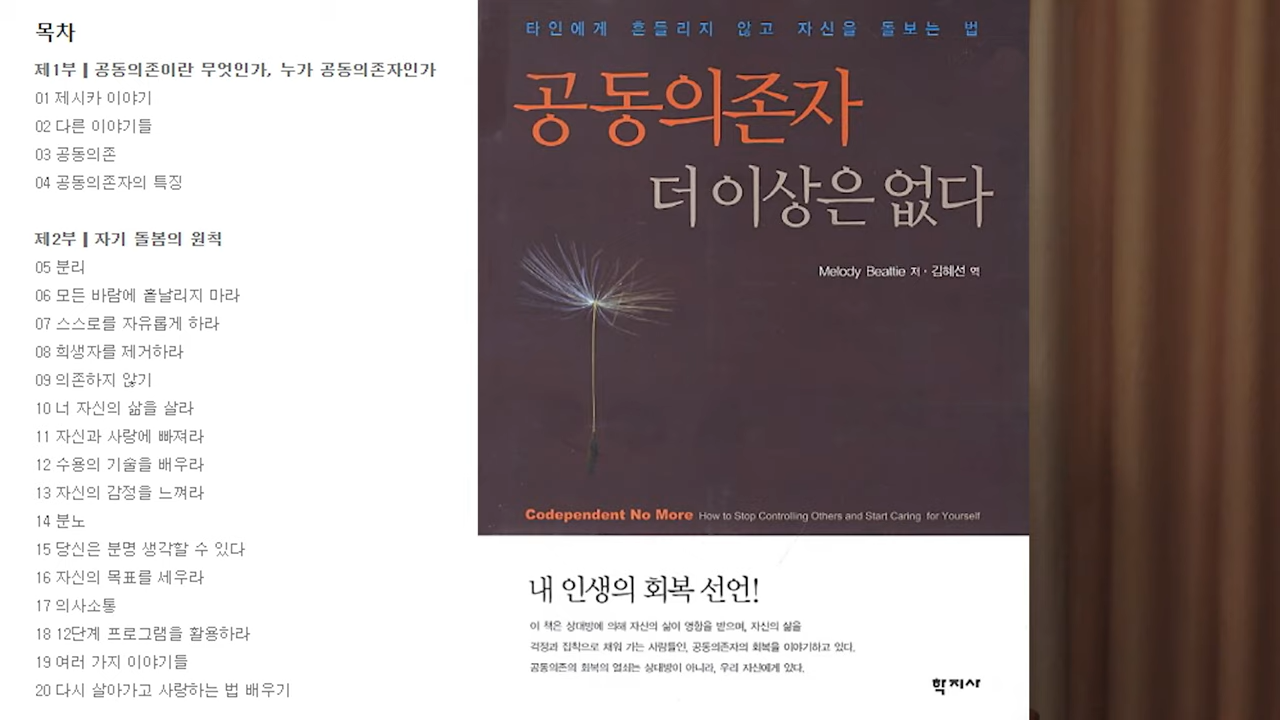 목차
제1부 ∥ 공동의존이란 무엇인가, 누가 공동의존자인가
01 제시카 이야기
02 다른 이야기들
03 공동의존
04 공동의존자의 특징
제2부 ∥ 자기 돌봄의 원칙
05 분리
06 모든 바람에 흩날리지 마라
07 스스로를 자유롭게 하라
08 희생자를 제거하라
09 의존하지 않기
10 너 자신의 삶을 살라
11 자신과 사랑에 빠져라
12 수용의 기술을 배우라
13 자신의 감정을 느껴라
14 분노
15 당신은 분명 생각할 수 있다
16 자신의 목표를 세우라
17 의사소통
18 12단계 프로그램을 활용하라
19 여러 가지 이야기들
20 다시 살아가고 사랑하는 법 배우기
타인에게 흔들리지 않고 자신을 돌보는 법
공동의존자
더 이상은 없다
Melody Beattie 저 · 김혜선 역
Codependent No More How to Stop Controlling Others and Start Caring for Yourself
내 인생의 회복 선언!
이 책은 상대방에 의해 자신의 삶이 영향을 받으며, 자신의 삶을
걱정과 집착으로 채워 가는 사람들인, 공동의존자의 회복을 이야기하고 있다.
공동의존의 회복의 열쇠는 상대방이 아니라, 우리 자신에게 있다.
학지사